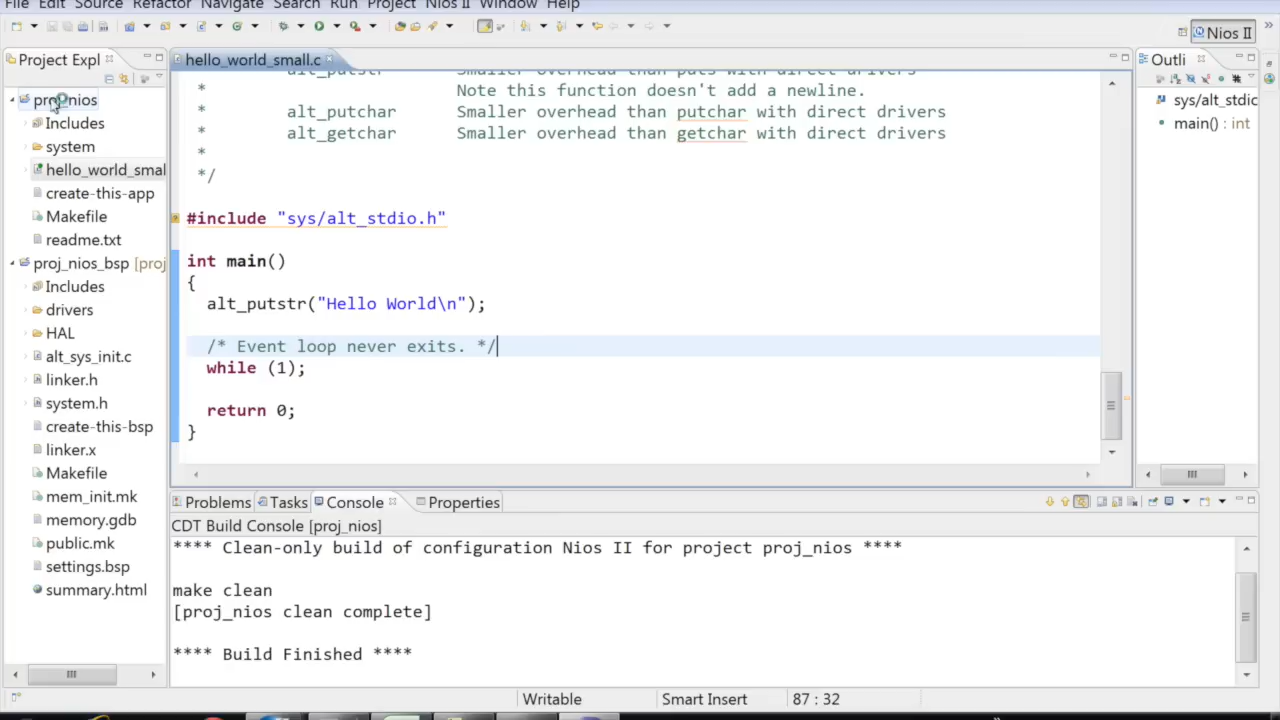 File Edit Source Refactor Navigate Search Run Project Nios II Window Help
Nios II
Project Expl
proj_nios
Includes
system
hello_world_smal
create-this-app
Makefile
readme.txt
proj_nios_bsp [proj
Includes
drivers
HAL
alt_sys_init.c
linker.h
system.h
create-this-bsp
linker.x
Makefile
mem_init.mk
memory.gdb
public.mk
settings.bsp
summary.html
hello_world_small.c
alt_putstr Smaller overhead than puts with direct drivers
* Note this function doesn't add a newline.
* alt_putchar Smaller overhead than putchar with direct drivers
* alt_getchar Smaller overhead than getchar with direct drivers
*
*/
#include "sys/alt_stdio.h"
int main()
{
alt_putstr("Hello World\n");
/* Event loop never exits. */
while (1);
return 0;
}
Outli
sys/alt_stdic
main() : int
Problems Tasks Console Properties
CDT Build Console [proj_nios]
**** Clean-only build of configuration Nios II for project proj_nios ****
make clean
[proj_nios clean complete]
**** Build Finished ****
Writable Smart Insert 87 : 32